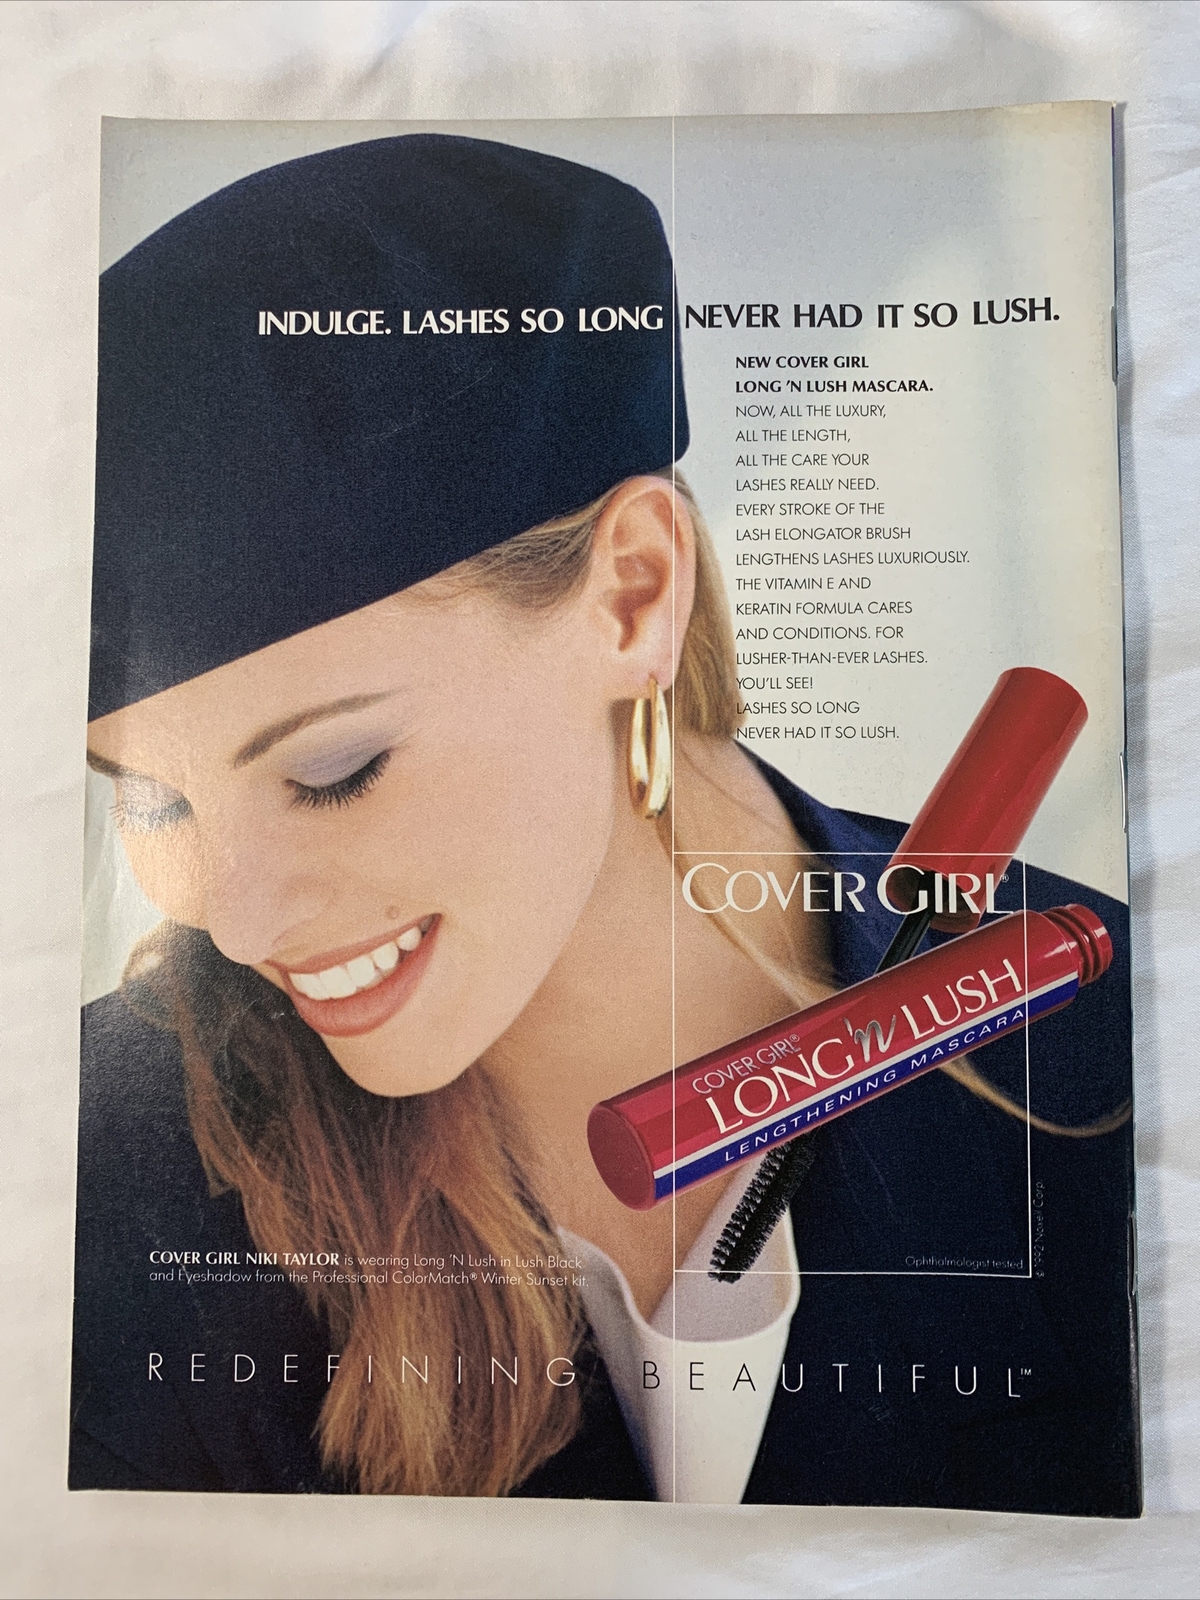 INDULGE. LASHES SO LONG NEVER HAD IT SO LUSH.
NEW COVER GIRL
LONG 'N LUSH MASCARA.
NOW, ALL THE LUXURY,
ALL THE LENGTH,
ALL THE CARE YOUR
LASHES REALLY NEED.
EVERY STROKE OF THE
LASH ELONGATOR BRUSH
LENGTHENS LASHES LUXURIOUSLY.
THE VITAMIN E AND
KERATIN FORMULA CARES
AND CONDITIONS. FOR
LUSHER-THAN-EVER LASHES.
YOU'LL SEE!
LASHES SO LONG
NEVER HAD IT SO LUSH.
COVER GIRL®
COVER GIRL®
LONG 'n LUSH
LENGTHENING MASCARA
© 1992 Noxell Corp.
Ophthalmologist tested
COVER GIRL NIKI TAYLOR is wearing Long 'N Lush in Lush Black
and Eyeshadow from the Professional ColorMatch® Winter Sunset kit.
REDEFINING BEAUTIFUL™